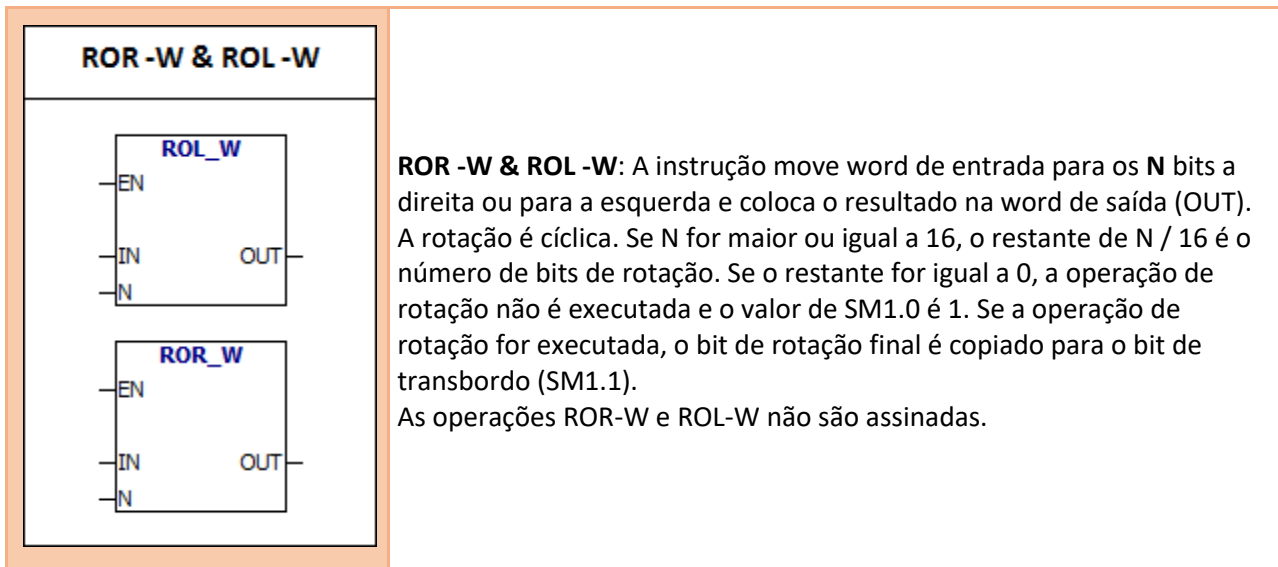 ROR -W & ROL -W
ROL_W
EN
IN OUT
N
ROR_W
EN
IN OUT
N
ROR -W & ROL -W: A instrução move word de entrada para os N bits a
direita ou para a esquerda e coloca o resultado na word de saída (OUT).
A rotação é cíclica. Se N for maior ou igual a 16, o restante de N / 16 é o
número de bits de rotação. Se o restante for igual a 0, a operação de
rotação não é executada e o valor de SM1.0 é 1. Se a operação de
rotação for executada, o bit de rotação final é copiado para o bit de
transbordo (SM1.1).
As operações ROR-W e ROL-W não são assinadas.